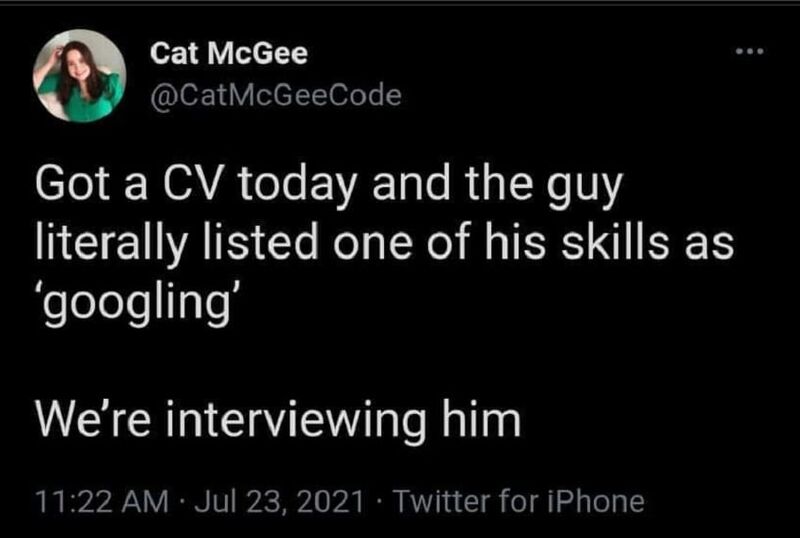 Cat McGee
@CatMcGeeCode
Got a CV today and the guy
literally listed one of his skills as
‘googling’
We’re interviewing him
11:22 AM · Jul 23, 2021 · Twitter for iPhone